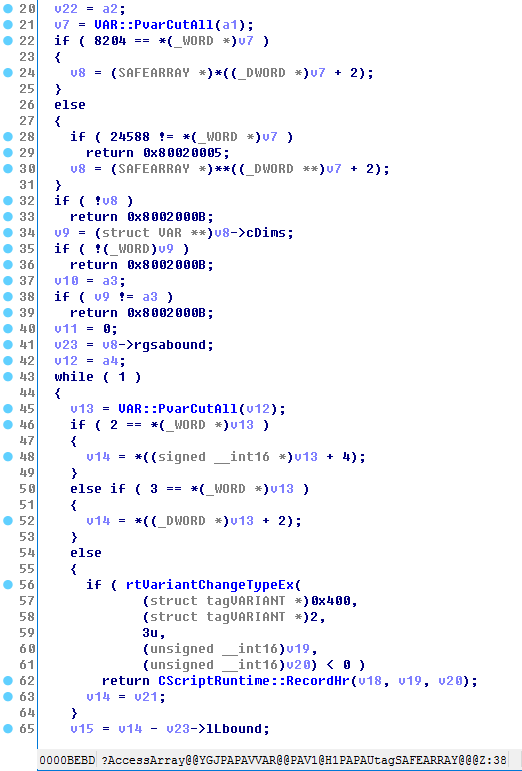 20 v22 = a2;
21 v7 = VAR::PvarCutAll(a1);
22 if ( 8204 == *(_WORD *)v7 )
23 {
24 v8 = (SAFEARRAY *)*((_DWORD *)v7 + 2);
25 }
26 else
27 {
28 if ( 24588 != *(_WORD *)v7 )
29 return 0x80020005;
30 v8 = (SAFEARRAY *)**((_DWORD **)v7 + 2);
31 }
32 if ( !v8 )
33 return 0x8002000B;
34 v9 = (struct VAR **)v8->cDims;
35 if ( !(_WORD)v9 )
36 return 0x8002000B;
37 v10 = a3;
38 if ( v9 != a3 )
39 return 0x8002000B;
40 v11 = 0;
41 v23 = v8->rgsabound;
42 v12 = a4;
43 while ( 1 )
44 {
45 v13 = VAR::PvarCutAll(v12);
46 if ( 2 == *(_WORD *)v13 )
47 {
48 v14 = *((signed __int16 *)v13 + 4);
49 }
50 else if ( 3 == *(_WORD *)v13 )
51 {
52 v14 = *((_DWORD *)v13 + 2);
53 }
54 else
55 {
56 if ( rtVariantChangeTypeEx(
57 (struct tagVARIANT *)0x400,
58 (struct tagVARIANT *)2,
59 3u,
60 (unsigned __int16)v19,
61 (unsigned __int16)v20) < 0 )
62 return CScriptRuntime::RecordHr(v18, v19, v20);
63 v14 = v21;
64 }
65 v15 = v14 - v23->lLbound;
0000BEBD ?AccessArray@@YGJPAPAVVAR@@PAV1@H1PAPAUtagSAFEARRAY@@@Z:38